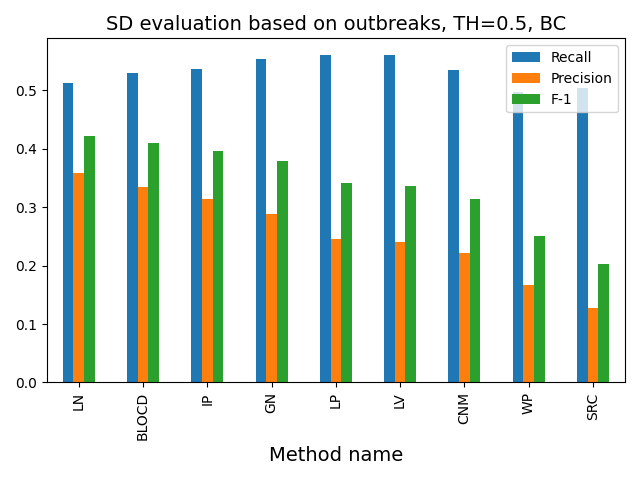 SD evaluation based on outbreaks, TH=0.5, BC
Recall
Precision
F-1
0.5
0.4
0.3
0.2
0.1
0.0
LN
BLOCD
IP
GN
LP
LV
CNM
WP
SRC
Method name